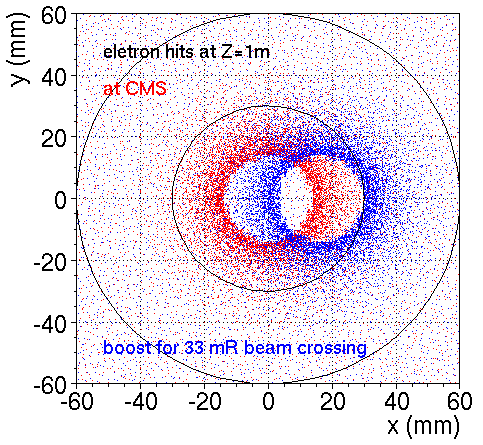 y (mm)
60
40
20
0
-20
-40
-60
eletron hits at Z=1m
at CMS
boost for 33 mR beam crossing
-60
-40
-20
0
20
40
60
x (mm)